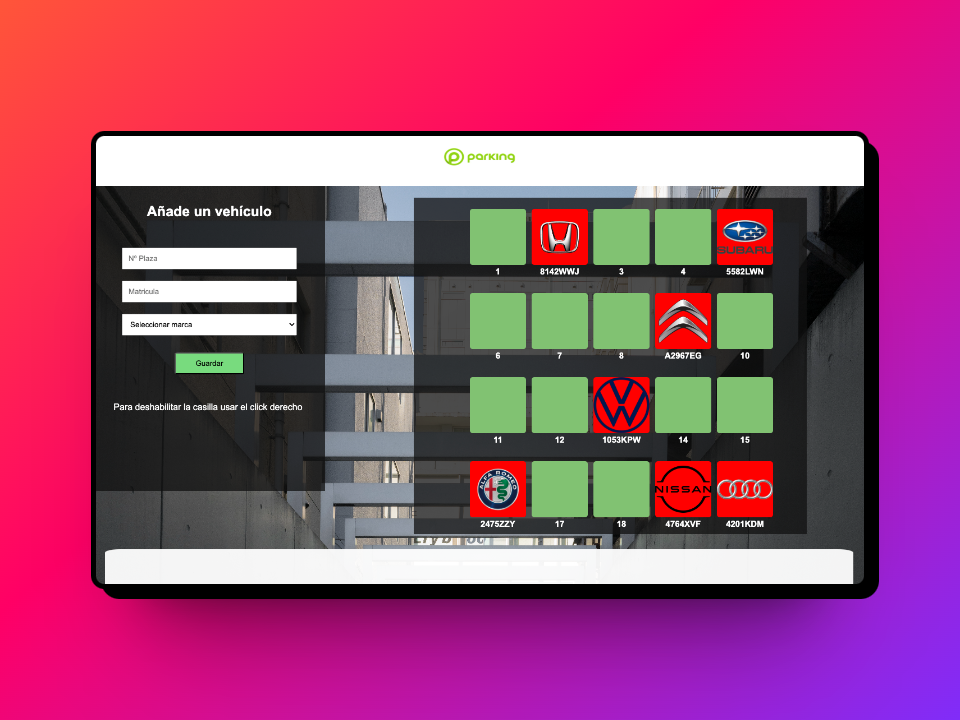 parking
Añade un vehículo
Nº Plaza
Matricula
Seleccionar marca
Guardar
Para deshabilitar la casilla usar el click derecho
SUBARU
1 8142WWJ 3 4 5582LWN
6 7 8 A2967EG 10
11 12 1053KPW 14 15
ALFA ROMEO
NISSAN
2475ZZY 17 18 4764XVF 4201KDM